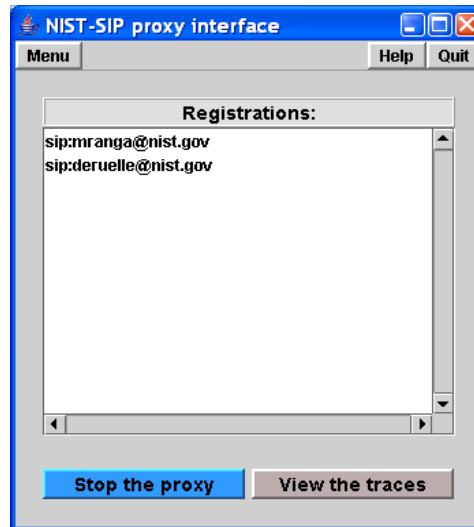 NIST-SIP proxy interface
Menu Help Quit
Registrations:
sip:mranga@nist.gov
sip:deruelle@nist.gov
Stop the proxy View the traces